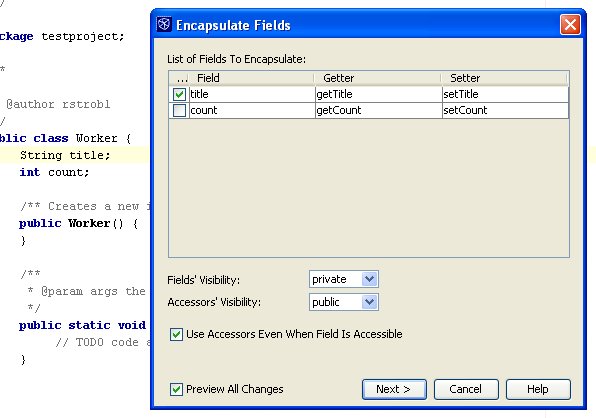 /
ckage testproject;
*
@author rstrobl
/
blic class Worker {
String title;
int count;
/** Creates a new i
public Worker() {
}
/**
* @param args the
*/
public static void
// TODO code a
}
Encapsulate Fields
List of Fields To Encapsulate:
... Field Getter Setter
title getTitle setTitle
count getCount setCount
Fields' Visibility: private
Accessors' Visibility: public
Use Accessors Even When Field Is Accessible
Preview All Changes Next > Cancel Help